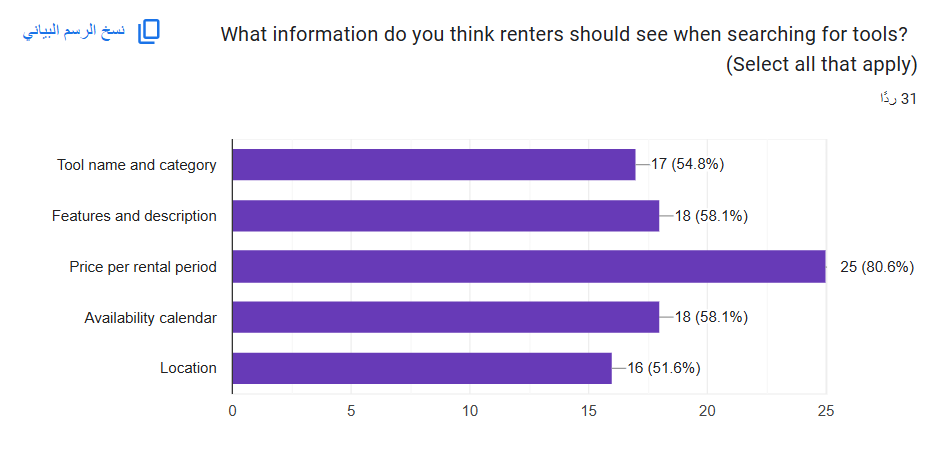 نسخ الرسم البياني
What information do you think renters should see when searching for tools?
(Select all that apply)
31 ردًا
Tool name and category
17 (54.8%)
Features and description
18 (58.1%)
Price per rental period
25 (80.6%)
Availability calendar
18 (58.1%)
Location
16 (51.6%)
0 5 10 15 20 25